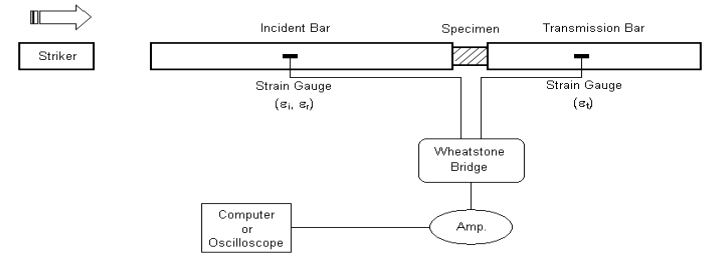 Incident Bar
Specimen
Transmission Bar
Striker
Strain Gauge
(εi, εr)
Strain Gauge
(εt)
Wheatstone
Bridge
Computer
or
Oscilloscope
Amp.